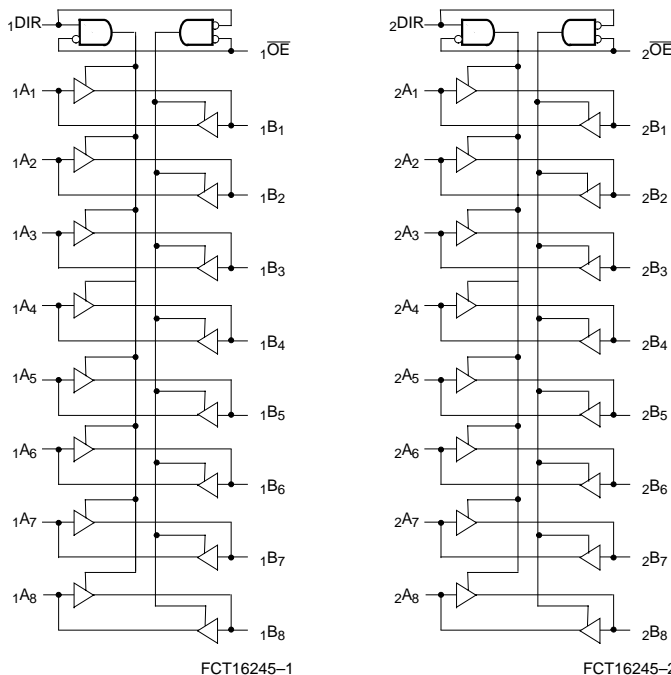 ₁DIR
₁OE̅
₁A₁
₁B₁
₁A₂
₁B₂
₁A₃
₁B₃
₁A₄
₁B₄
₁A₅
₁B₅
₁A₆
₁B₆
₁A₇
₁B₇
₁A₈
₁B₈
FCT16245–1
₂DIR
₂OE̅
₂A₁
₂B₁
₂A₂
₂B₂
₂A₃
₂B₃
₂A₄
₂B₄
₂A₅
₂B₅
₂A₆
₂B₆
₂A₇
₂B₇
₂A₈
₂B₈
FCT16245–2